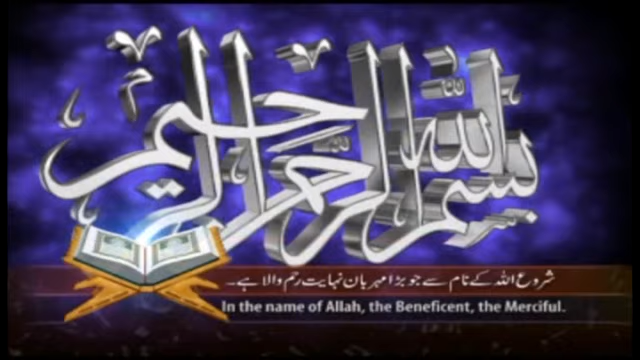 بسم الله الرحمن الرحيم
شروع اللہ کے نام سے جو بڑا مہربان نہایت رحم والا ہے۔
In the name of Allah, the Beneficent, the Merciful.